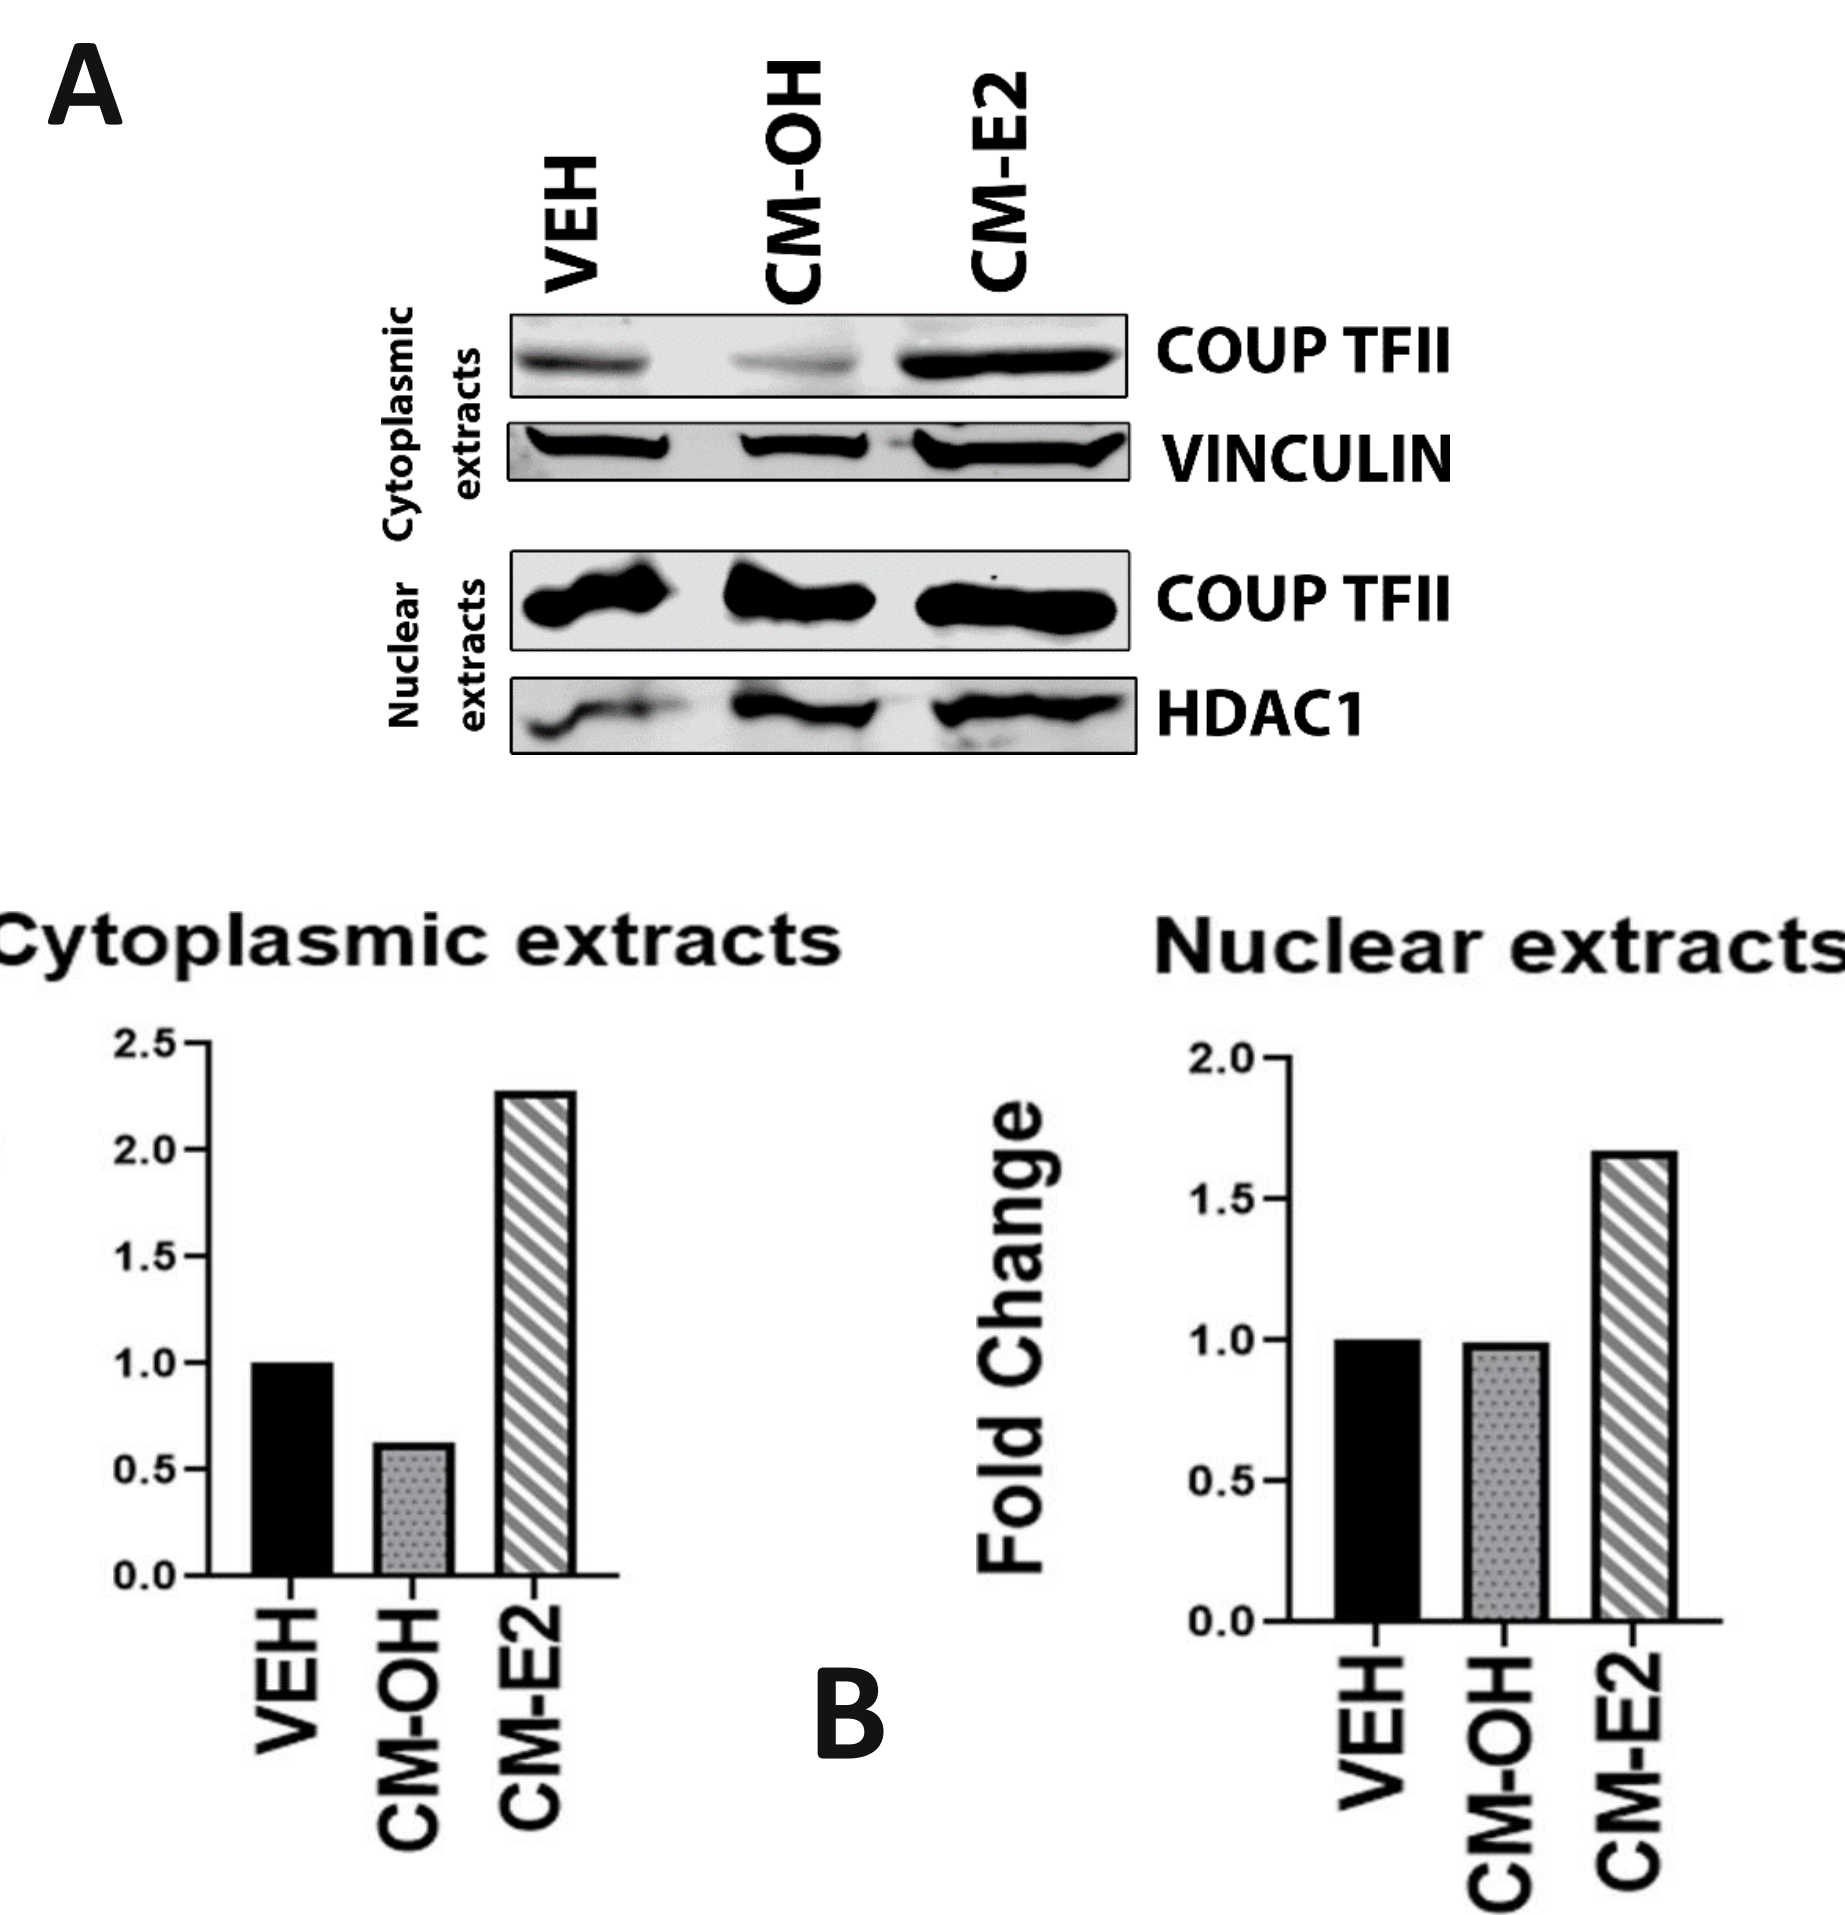 A
VEH
CM-OH
CM-E2
Cytoplasmic
extracts
COUP TFII
VINCULIN
Nuclear
extracts
COUP TFII
HDAC1
Cytoplasmic extracts
2.5
2.0
1.5
1.0
0.5
0.0
VEH
CM-OH
CM-E2
B
Nuclear extracts
Fold Change
2.0
1.5
1.0
0.5
0.0
VEH
CM-OH
CM-E2